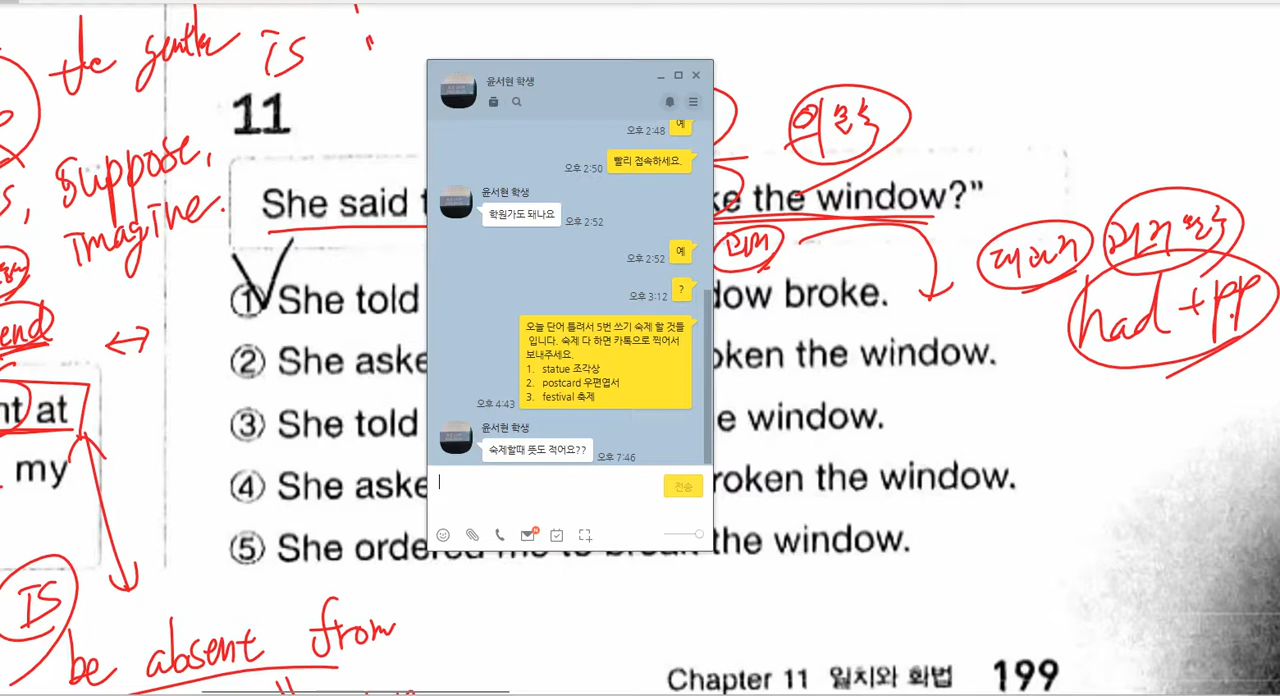 the gentle is
11
suppose,
imagine.
의문문
She said t
ke the window?"
과거
대과거
과거완료
had + p.p
① She told
dow broke.
② She aske
oken the window.
③ She told
e window.
④ She aske
roken the window.
⑤ She ordered me to break the window.
end
nt at
my
IS
be absent from
Chapter 11 일치와 화법 199
윤서현 학생
예
오후 2:48
빨리 접속하세요.
오후 2:50
윤서현 학생
학원가도 돼나요
오후 2:52
예
오후 2:52
?
오후 3:12
오늘 단어 틀려서 5번 쓰기 숙제 할 것들
입니다. 숙제 다 하면 카톡으로 찍어서
보내주세요.
1. statue 조각상
2. postcard 우편엽서
3. festival 축제
오후 4:43
윤서현 학생
숙제할때 뜻도 적어요??
오후 7:46
전송